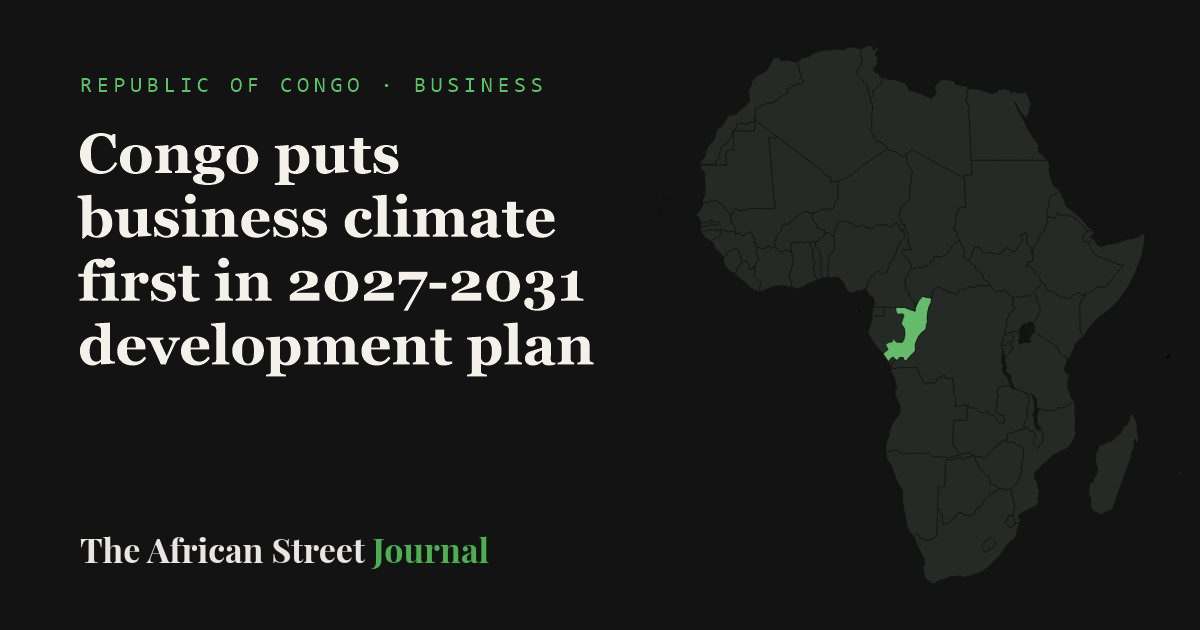 REPUBLIC OF CONGO · BUSINESS
Congo puts
business climate
first in 2027-2031
development plan
The African Street Journal